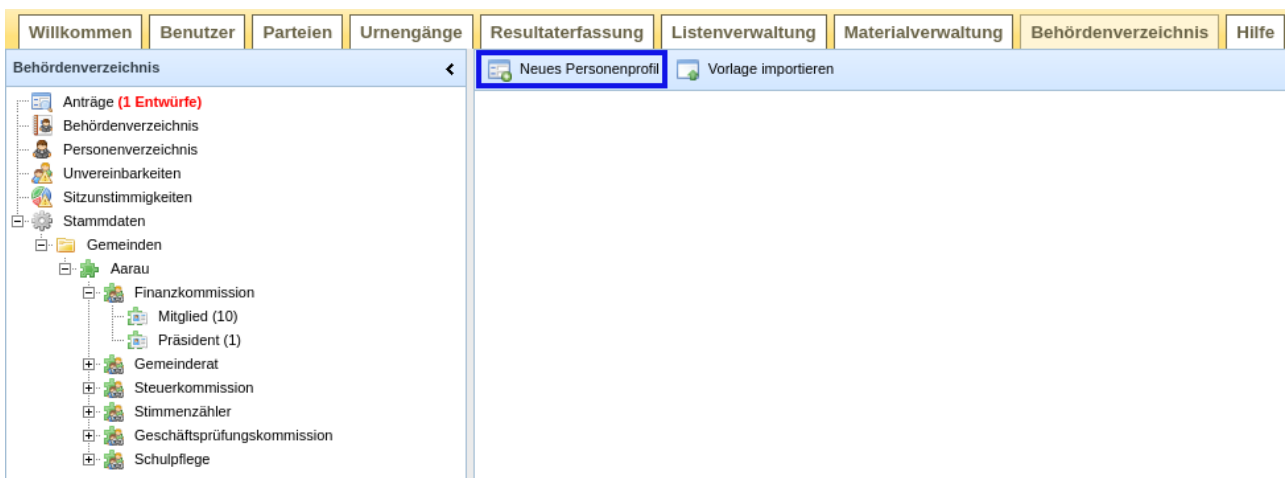 Willkommen Benutzer Parteien Urnengänge Resultaterfassung Listenverwaltung Materialverwaltung Behördenverzeichnis Hilfe
Behördenverzeichnis
Neues Personenprofil Vorlage importieren
Anträge (1 Entwürfe)
Behördenverzeichnis
Personenverzeichnis
Unvereinbarkeiten
Sitzunstimmigkeiten
Stammdaten
Gemeinden
Aarau
Finanzkommission
Mitglied (10)
Präsident (1)
Gemeinderat
Steuerkommission
Stimmenzähler
Geschäftsprüfungskommission
Schulpflege